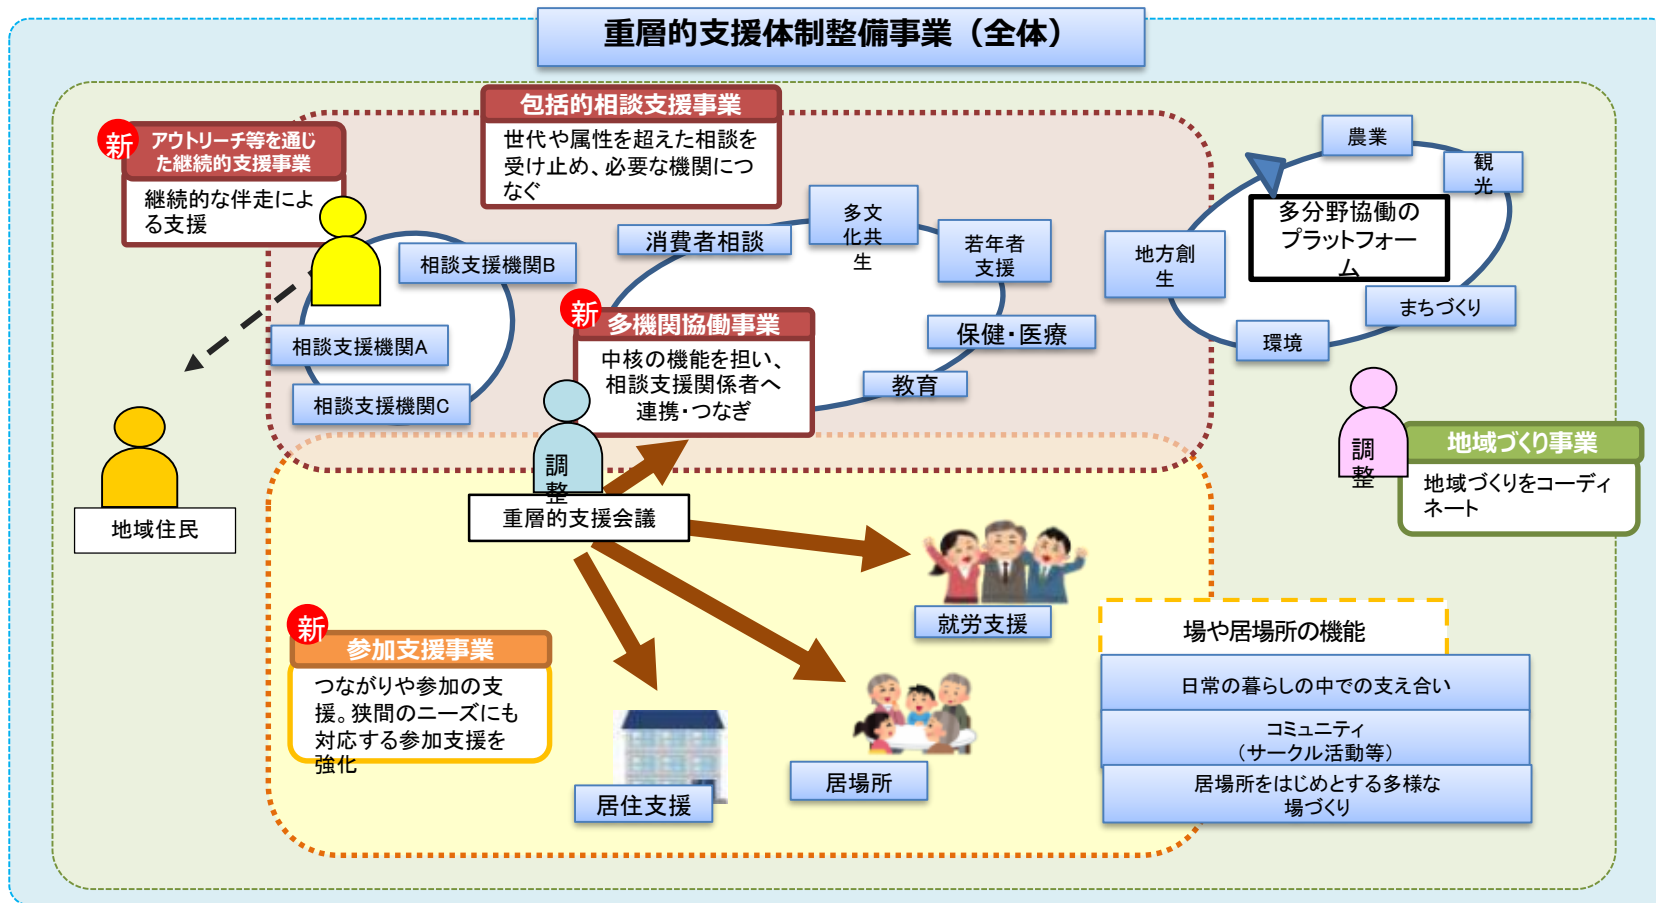 重層的支援体制整備事業（全体）
包括的相談支援事業
世代や属性を超えた相談を
受け止め、必要な機関につ
なぐ
新
アウトリーチ等を通じ
た継続的支援事業
継続的な伴走によ
る支援
相談支援機関B
相談支援機関A
相談支援機関C
消費者相談
多文
化共
生
若年者
支援
保健・医療
教育
新
多機関協働事業
中核の機能を担い、
相談支援関係者へ
連携・つなぎ
調
整
重層的支援会議
農業
観
光
多分野協働の
プラットフォー
ム
地方創
生
まちづくり
環境
調
整
地域づくり事業
地域づくりをコーディ
ネート
地域住民
新
参加支援事業
つながりや参加の支
援。狭間のニーズにも
対応する参加支援を
強化
就労支援
居場所
居住支援
場や居場所の機能
日常の暮らしの中での支え合い
コミュニティ
（サークル活動等）
居場所をはじめとする多様な
場づくり